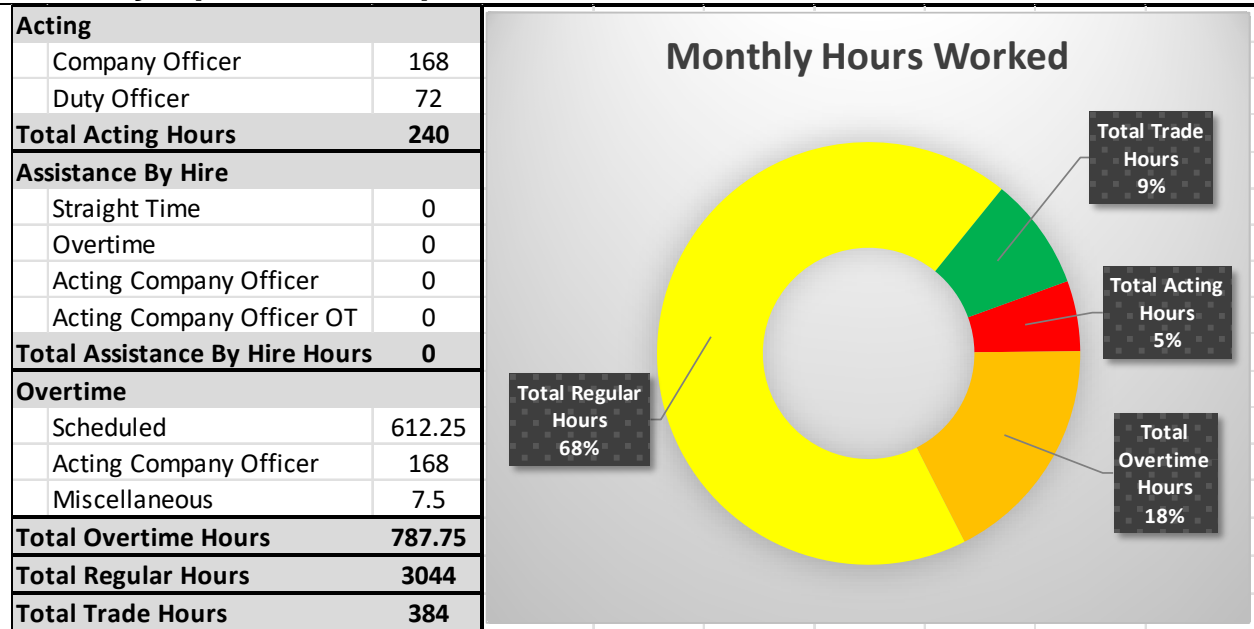 Acting
Company Officer 168
Duty Officer 72
Total Acting Hours 240
Assistance By Hire
Straight Time 0
Overtime 0
Acting Company Officer 0
Acting Company Officer OT 0
Total Assistance By Hire Hours 0
Overtime
Scheduled 612.25
Acting Company Officer 168
Miscellaneous 7.5
Total Overtime Hours 787.75
Total Regular Hours 3044
Total Trade Hours 384
Monthly Hours Worked
Total Trade
Hours
9%
Total Acting
Hours
5%
Total Regular
Hours
68%
Total
Overtime
Hours
18%